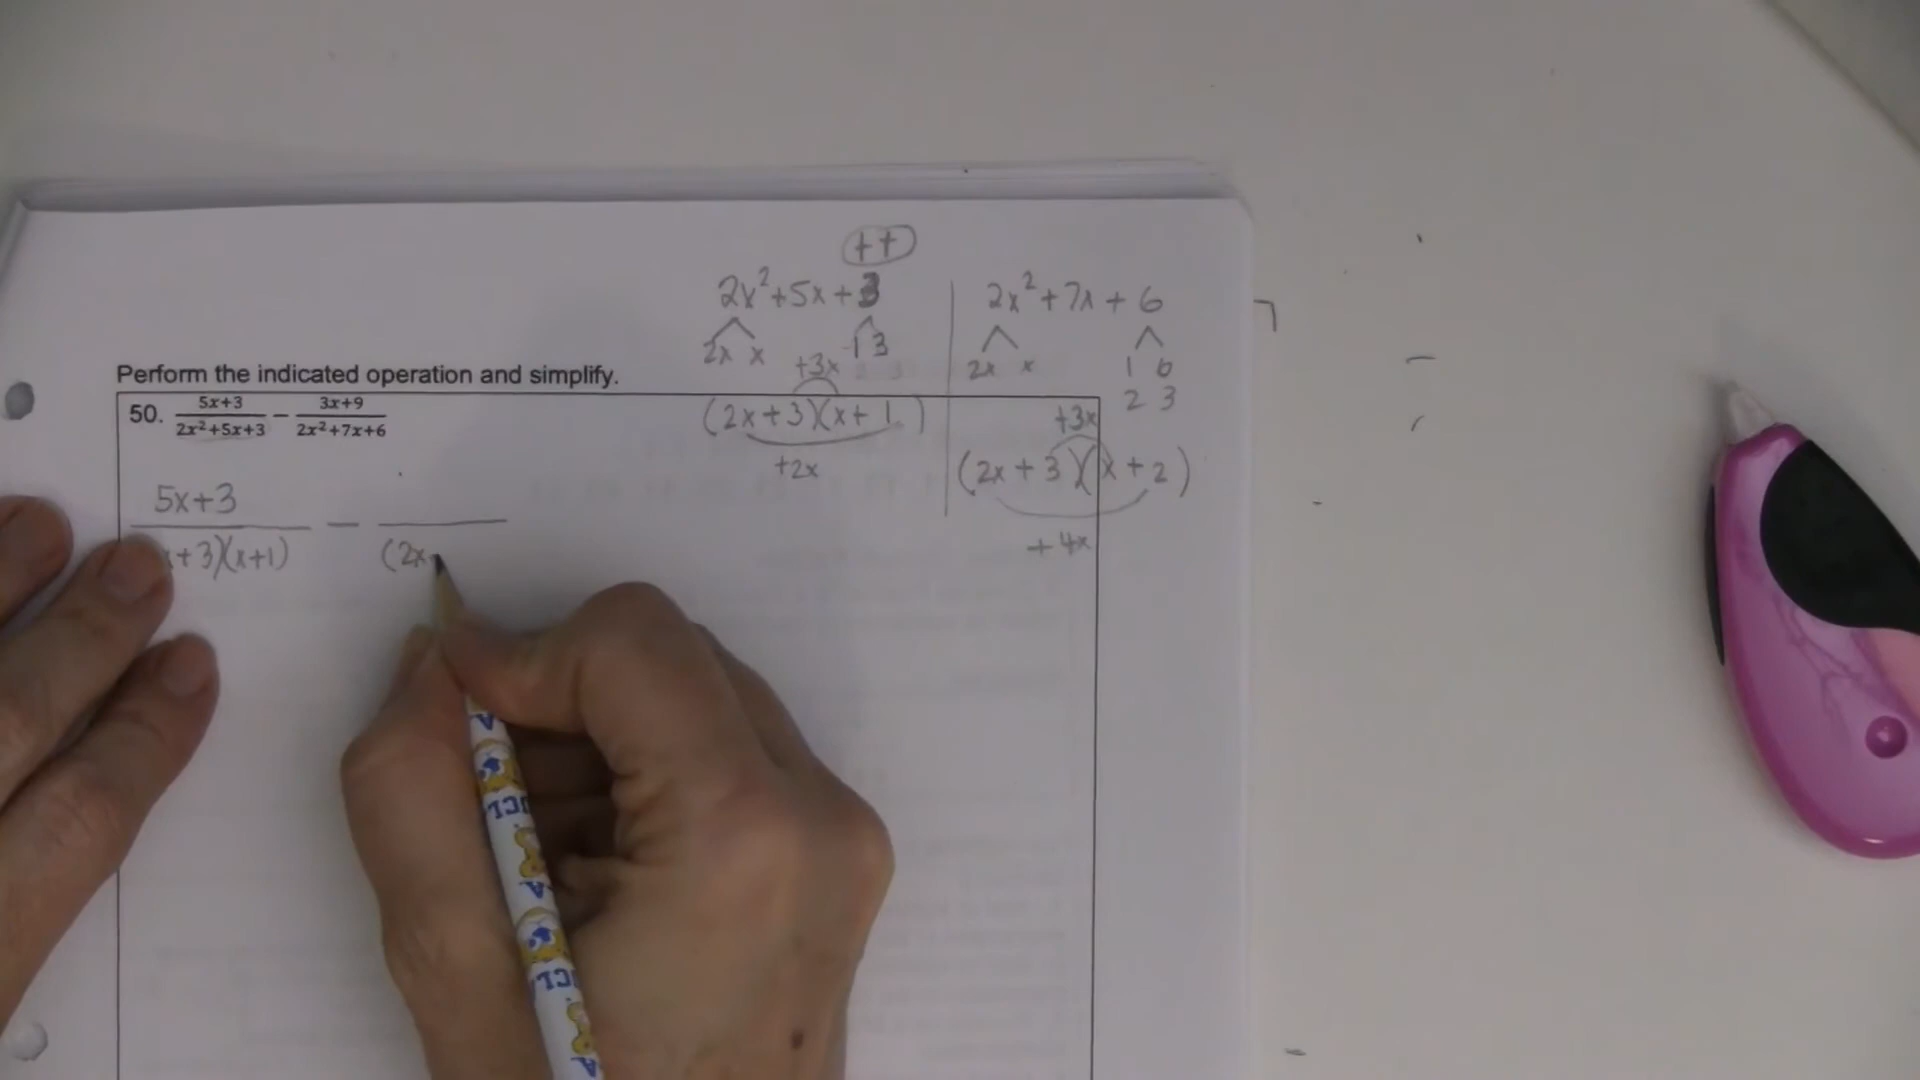 ++
2x²+5x+3
2x²+7x+6
2x x 1 3
+3x
2x x 1 6
2 3
Perform the indicated operation and simplify.
50. 5x+3/2x²+5x+3 − 3x+9/2x²+7x+6
(2x+3)(x+1)
+2x
+3x
(2x+3)(x+2)
+4x
5x+3
+3)(x+1)
−
(2x